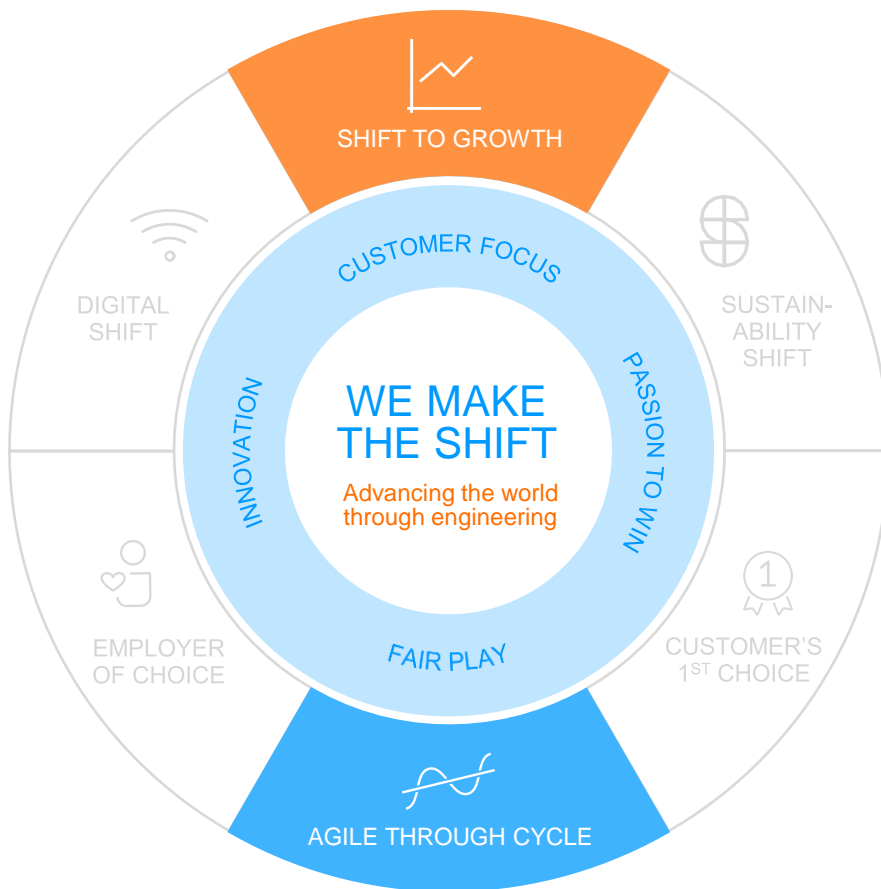 SHIFT TO GROWTH
CUSTOMER FOCUS
DIGITAL
SHIFT
SUSTAIN-
ABILITY
SHIFT
INNOVATION
WE MAKE
THE SHIFT
Advancing the world
through engineering
PASSION TO WIN
EMPLOYER
OF CHOICE
1
CUSTOMER’S
1ST CHOICE
FAIR PLAY
AGILE THROUGH CYCLE